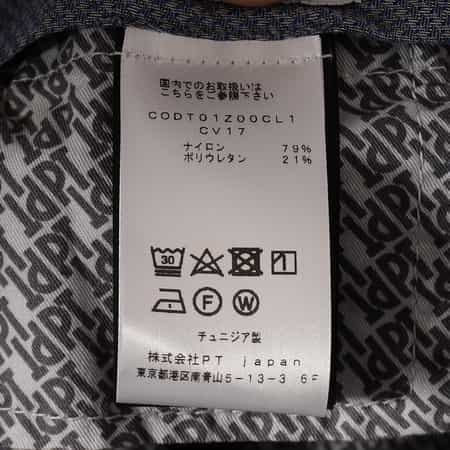 国内でのお取扱いは
こちらをご参照下さい
CODT01Z00CL1
CV17
ナイロン 79%
ポリウレタン 21%
30
F W
チュニジア製
株式会社PT japan
東京都港区南青山5-13-3 6F